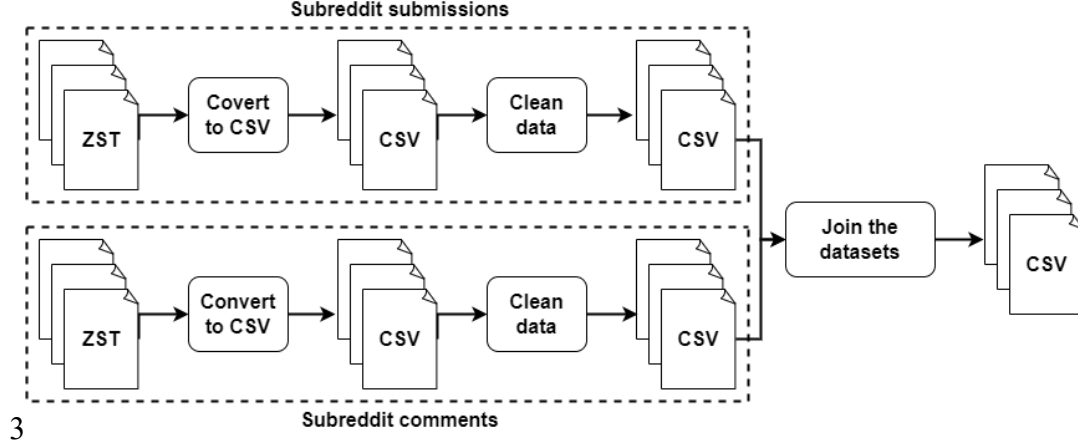 Subreddit submissions
ZST
Covert
to CSV
CSV
Clean
data
CSV
Join the
datasets
CSV
ZST
Convert
to CSV
CSV
Clean
data
CSV
Subreddit comments
3